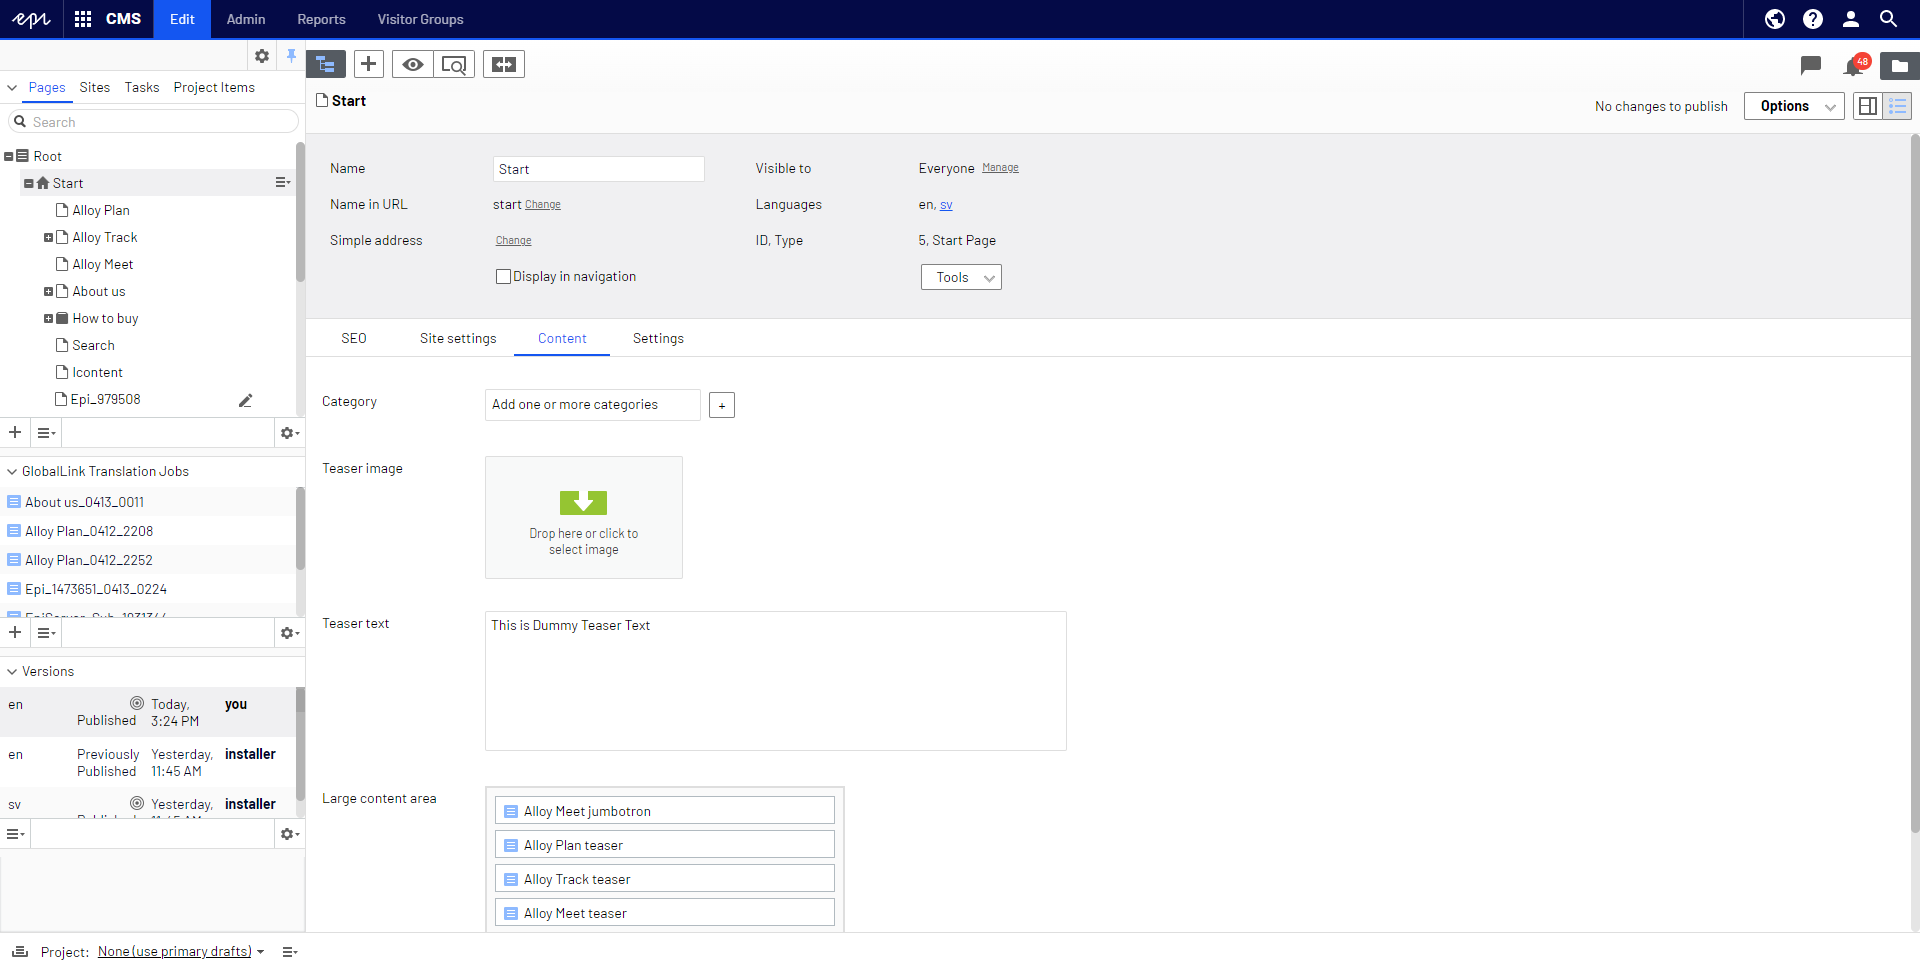 epi
CMS
Edit
Admin
Reports
Visitor Groups
48
Pages
Sites
Tasks
Project Items
Search
Root
Start
Alloy Plan
Alloy Track
Alloy Meet
About us
How to buy
Search
Icontent
Epi_979508
GlobalLink Translation Jobs
About us_0413_0011
Alloy Plan_0412_2208
Alloy Plan_0412_2252
Epi_1473651_0413_0224
Versions
en
Published
Today,
3:24 PM
you
en
Previously
Published
Yesterday,
11:45 AM
installer
sv
Yesterday,
installer
Project: None (use primary drafts)
Start
No changes to publish
Options
Name
Start
Visible to
Everyone Manage
Name in URL
start Change
Languages
en, sv
Simple address
Change
ID, Type
5, Start Page
Display in navigation
Tools
SEO
Site settings
Content
Settings
Category
Add one or more categories
+
Teaser image
Drop here or click to
select image
Teaser text
This is Dummy Teaser Text
Large content area
Alloy Meet jumbotron
Alloy Plan teaser
Alloy Track teaser
Alloy Meet teaser